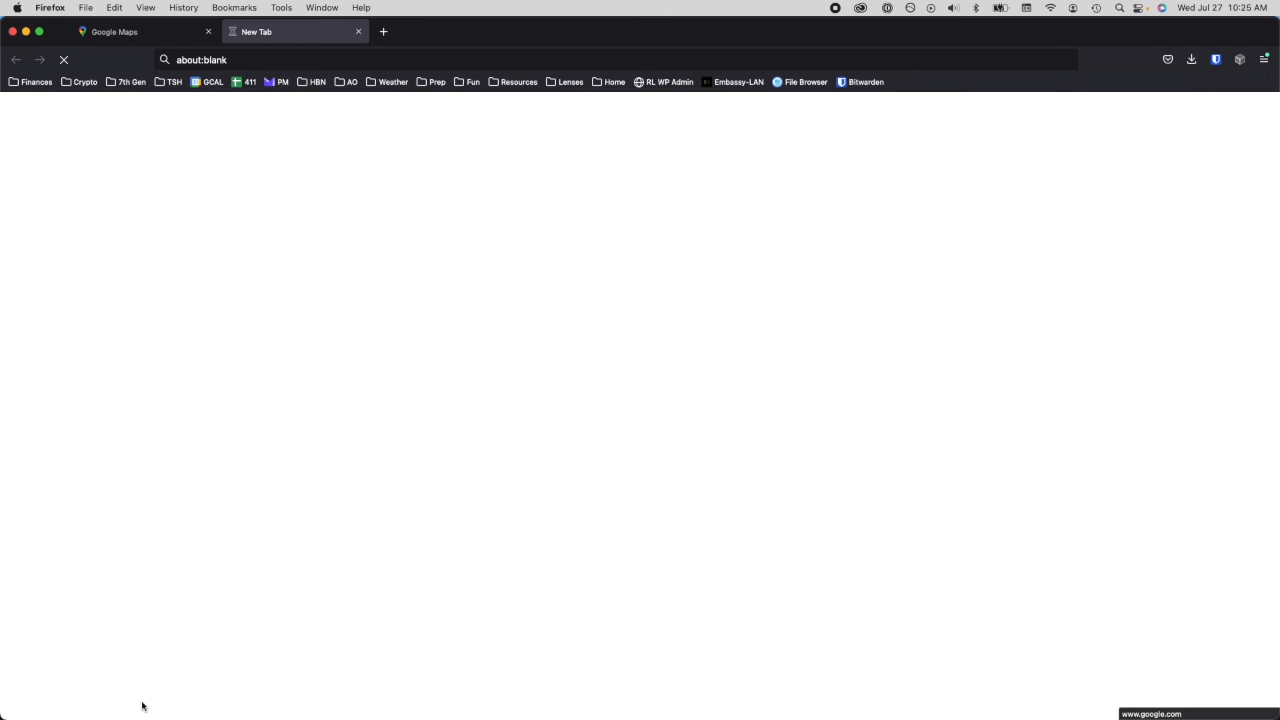 Firefox File Edit View History Bookmarks Tools Window Help Wed Jul 27 10:25 AM
Google Maps New Tab
about:blank
Finances Crypto 7th Gen TSH GCAL 411 PM HBN AO Weather Prep Fun Resources Lenses Home RL WP Admin Embassy-LAN File Browser Bitwarden
www.google.com